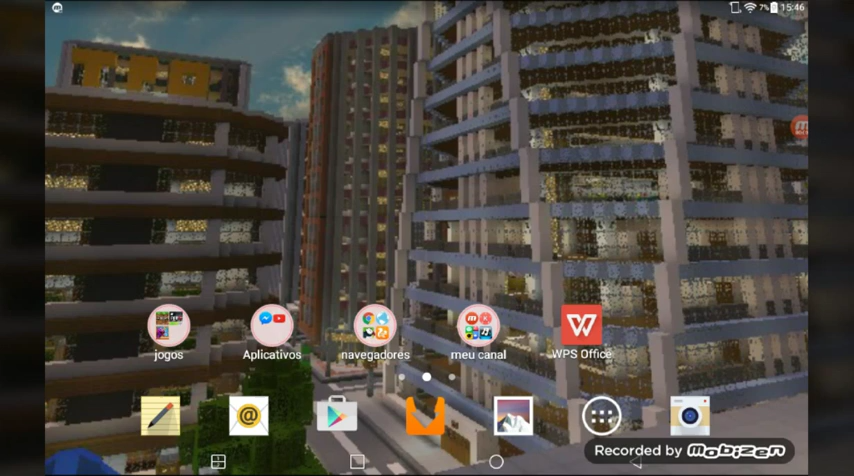 7% 15:46
jogos
Aplicativos
navegadores
meu canal
WPS Office
Recorded by mobizen